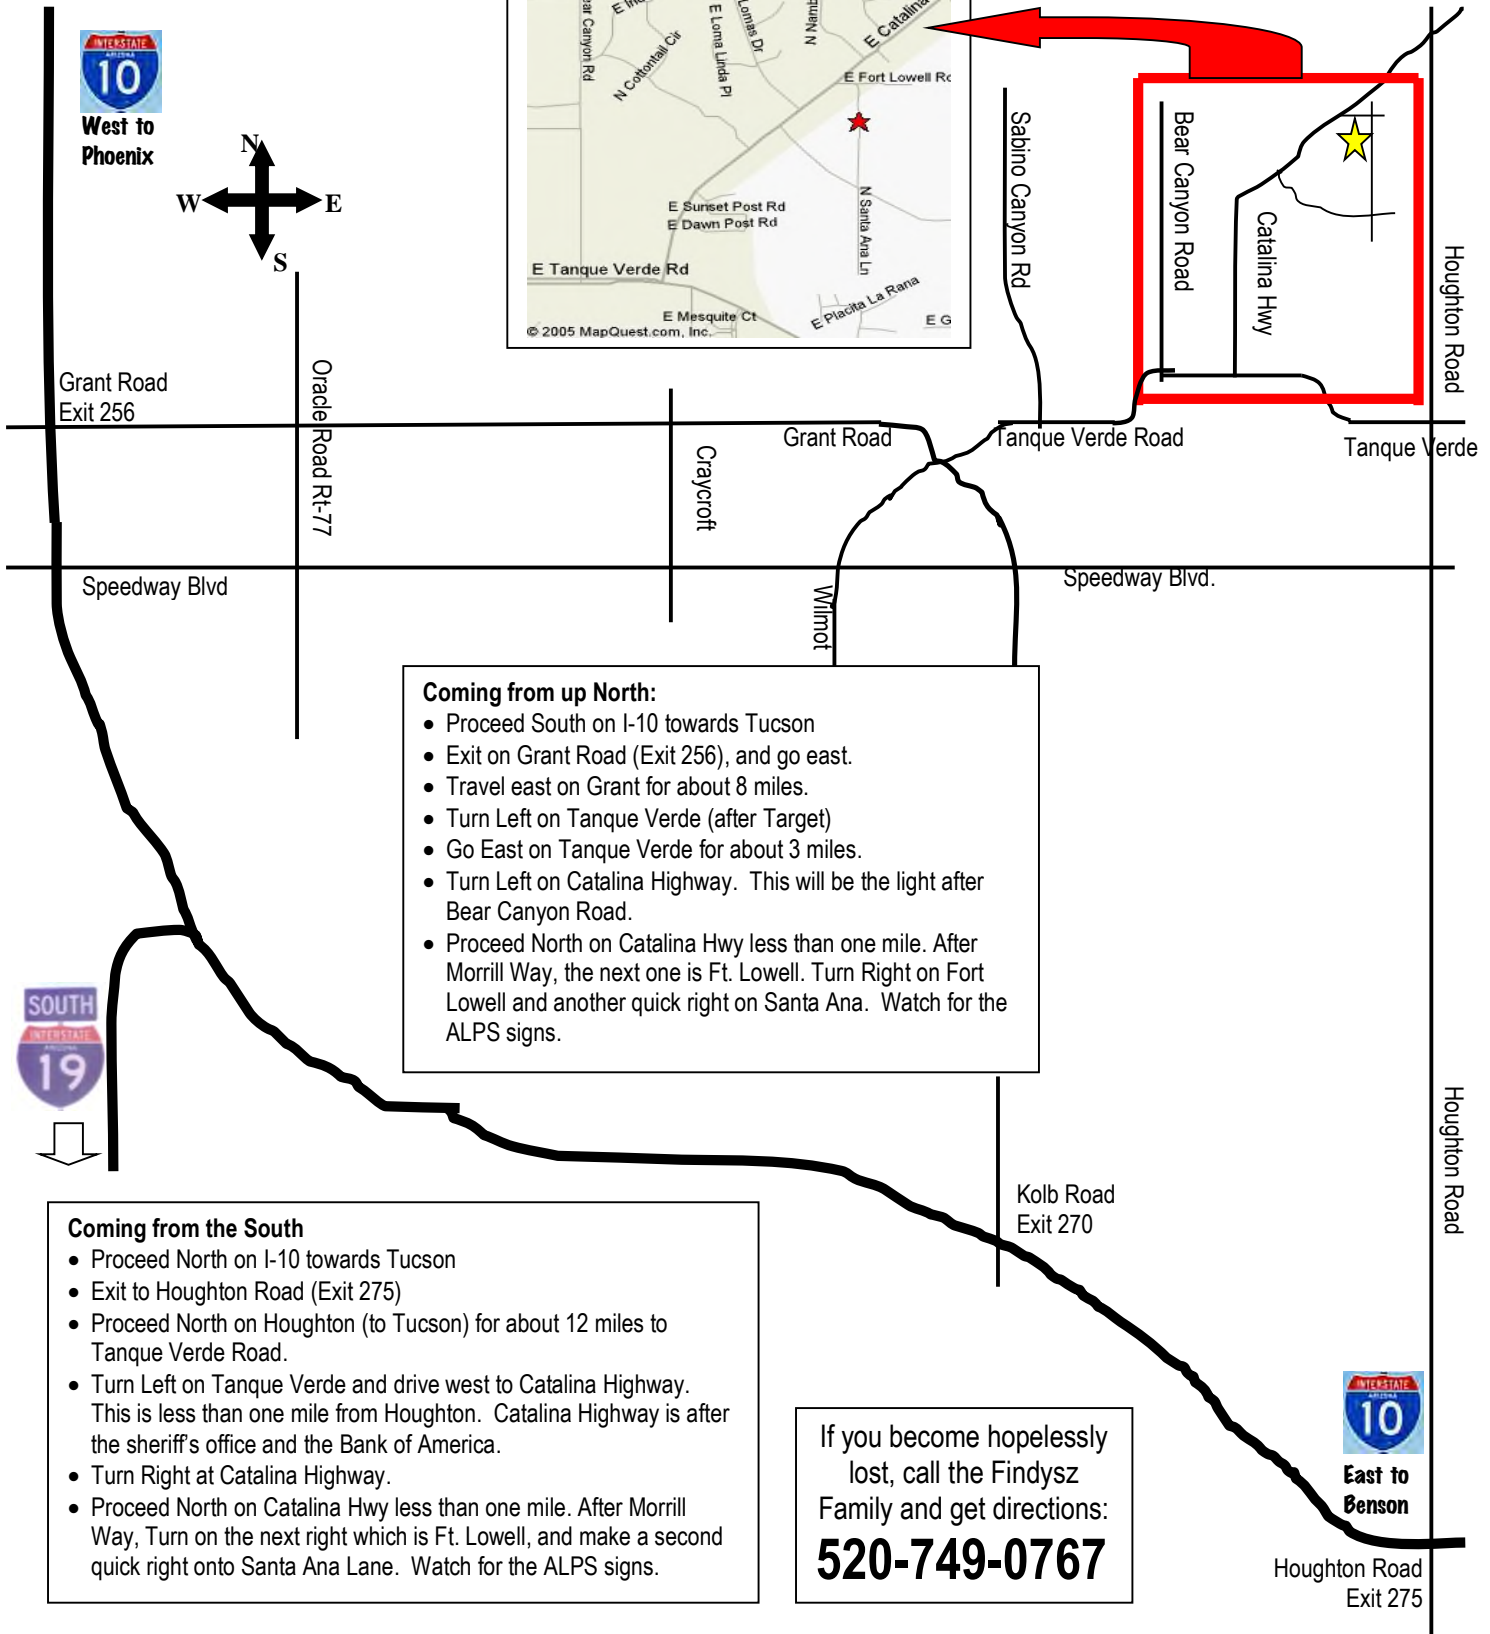 INTERSTATE
ARIZONA
10
West to
Phoenix
N
W
E
S
Bear Canyon Rd
N Cottontail Cir
E Loma Linda Pl
Lomas Dr
E Catalina
E Fort Lowell Rd
N Santa Ana Ln
E Sunset Post Rd
E Dawn Post Rd
E Tanque Verde Rd
E Mesquite Ct
E Placita La Rana
E G
© 2005 MapQuest.com, Inc.
Sabino Canyon Rd
Bear Canyon Road
Catalina Hwy
Houghton Road
Grant Road
Exit 256
Oracle Road Rt-77
Craycroft
Grant Road
Tanque Verde Road
Tanque Verde
Speedway Blvd
Wilmot
Speedway Blvd.
Coming from up North:
• Proceed South on I-10 towards Tucson
• Exit on Grant Road (Exit 256), and go east.
• Travel east on Grant for about 8 miles.
• Turn Left on Tanque Verde (after Target)
• Go East on Tanque Verde for about 3 miles.
• Turn Left on Catalina Highway. This will be the light after
Bear Canyon Road.
• Proceed North on Catalina Hwy less than one mile. After
Morrill Way, the next one is Ft. Lowell. Turn Right on Fort
Lowell and another quick right on Santa Ana. Watch for the
ALPS signs.
SOUTH
INTERSTATE
ARIZONA
19
Houghton Road
Kolb Road
Exit 270
Coming from the South
• Proceed North on I-10 towards Tucson
• Exit to Houghton Road (Exit 275)
• Proceed North on Houghton (to Tucson) for about 12 miles to
Tanque Verde Road.
• Turn Left on Tanque Verde and drive west to Catalina Highway.
This is less than one mile from Houghton. Catalina Highway is after
the sheriff's office and the Bank of America.
• Turn Right at Catalina Highway.
• Proceed North on Catalina Hwy less than one mile. After Morrill
Way, Turn on the next right which is Ft. Lowell, and make a second
quick right onto Santa Ana Lane. Watch for the ALPS signs.
If you become hopelessly
lost, call the Findysz
Family and get directions:
520-749-0767
INTERSTATE
ARIZONA
10
East to
Benson
Houghton Road
Exit 275